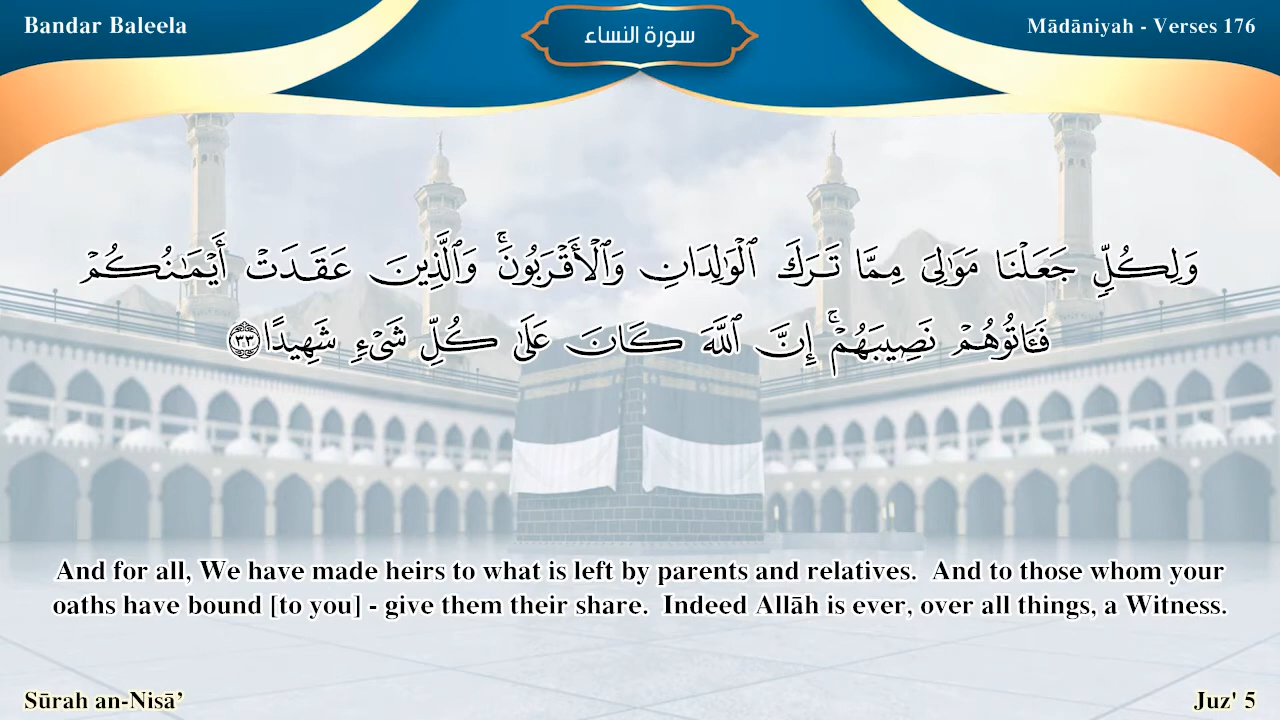 Bandar Baleela
سورة النساء
Mādāniyah - Verses 176
وَلِكُلٍّ جَعَلْنَا مَوَٰلِىَ مِمَّا تَرَكَ ٱلْوَٰلِدَانِ وَٱلْأَقْرَبُونَ ۚ وَٱلَّذِينَ عَقَدَتْ أَيْمَـٰنُكُمْ
فَـَٔاتُوهُمْ نَصِيبَهُمْ ۚ إِنَّ ٱللَّهَ كَانَ عَلَىٰ كُلِّ شَىْءٍ شَهِيدًا ٣٣
And for all, We have made heirs to what is left by parents and relatives.  And to those whom your
oaths have bound [to you] - give them their share.  Indeed Allāh is ever, over all things, a Witness.
Sūrah an-Nisā’
Juz' 5